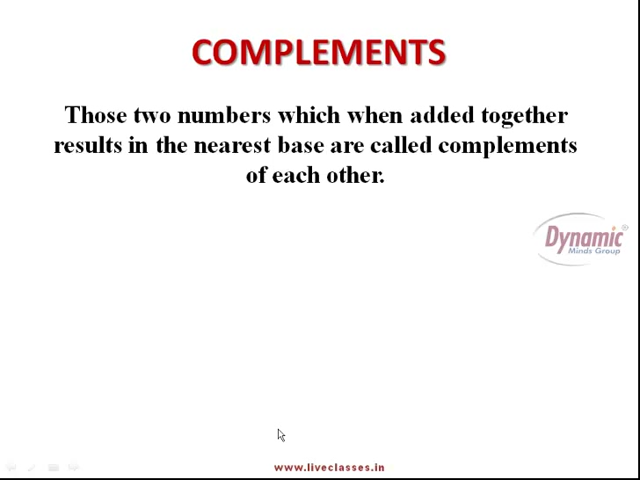 COMPLEMENTS
Those two numbers which when added together
results in the nearest base are called complements
of each other.
Dynamic®
Minds Group
www.liveclasses.in